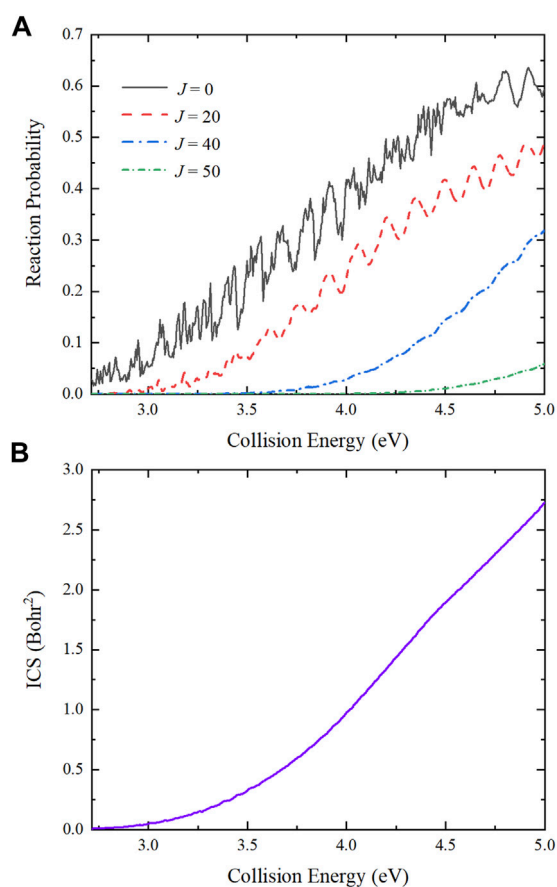 A
0.7
0.6
0.5
0.4
0.3
0.2
0.1
0.0
Reaction Probability
J = 0
J = 20
J = 40
J = 50
3.0 3.5 4.0 4.5 5.0
Collision Energy (eV)
B
3.0
2.5
2.0
1.5
1.0
0.5
0.0
ICS (Bohr²)
3.0 3.5 4.0 4.5 5.0
Collision Energy (eV)